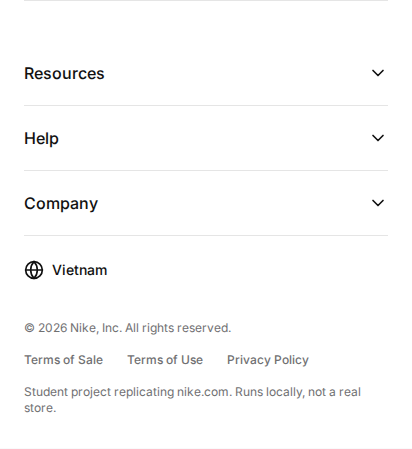 Resources
Help
Company
Vietnam
© 2026 Nike, Inc. All rights reserved.
Terms of Sale Terms of Use Privacy Policy
Student project replicating nike.com. Runs locally, not a real
store.